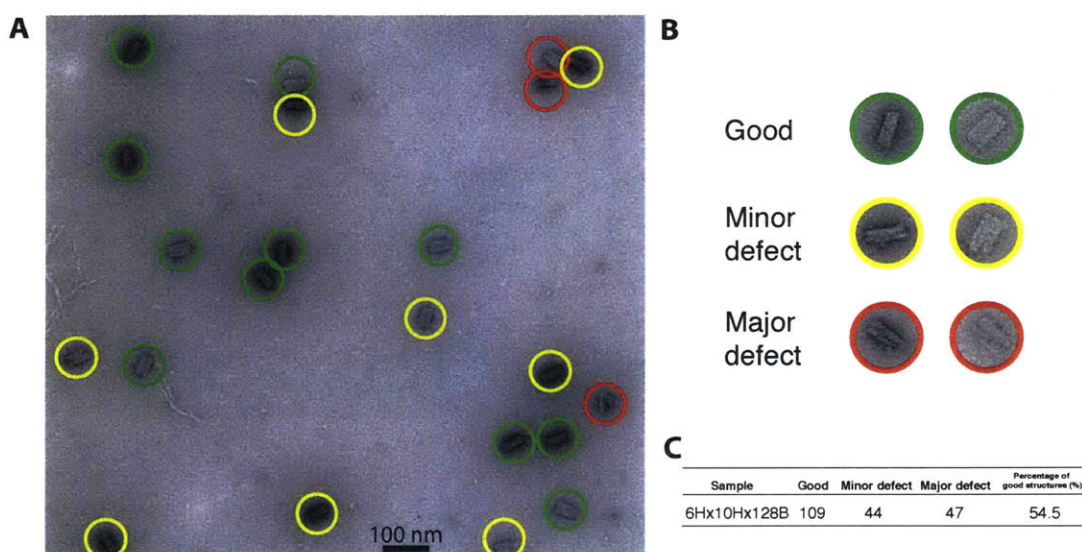 A
100 nm
B
Good
Minor
defect
Major
defect
C
Sample Good Minor defect Major defect Percentage of
good structures (%)
6Hx10Hx128B 109 44 47 54.5